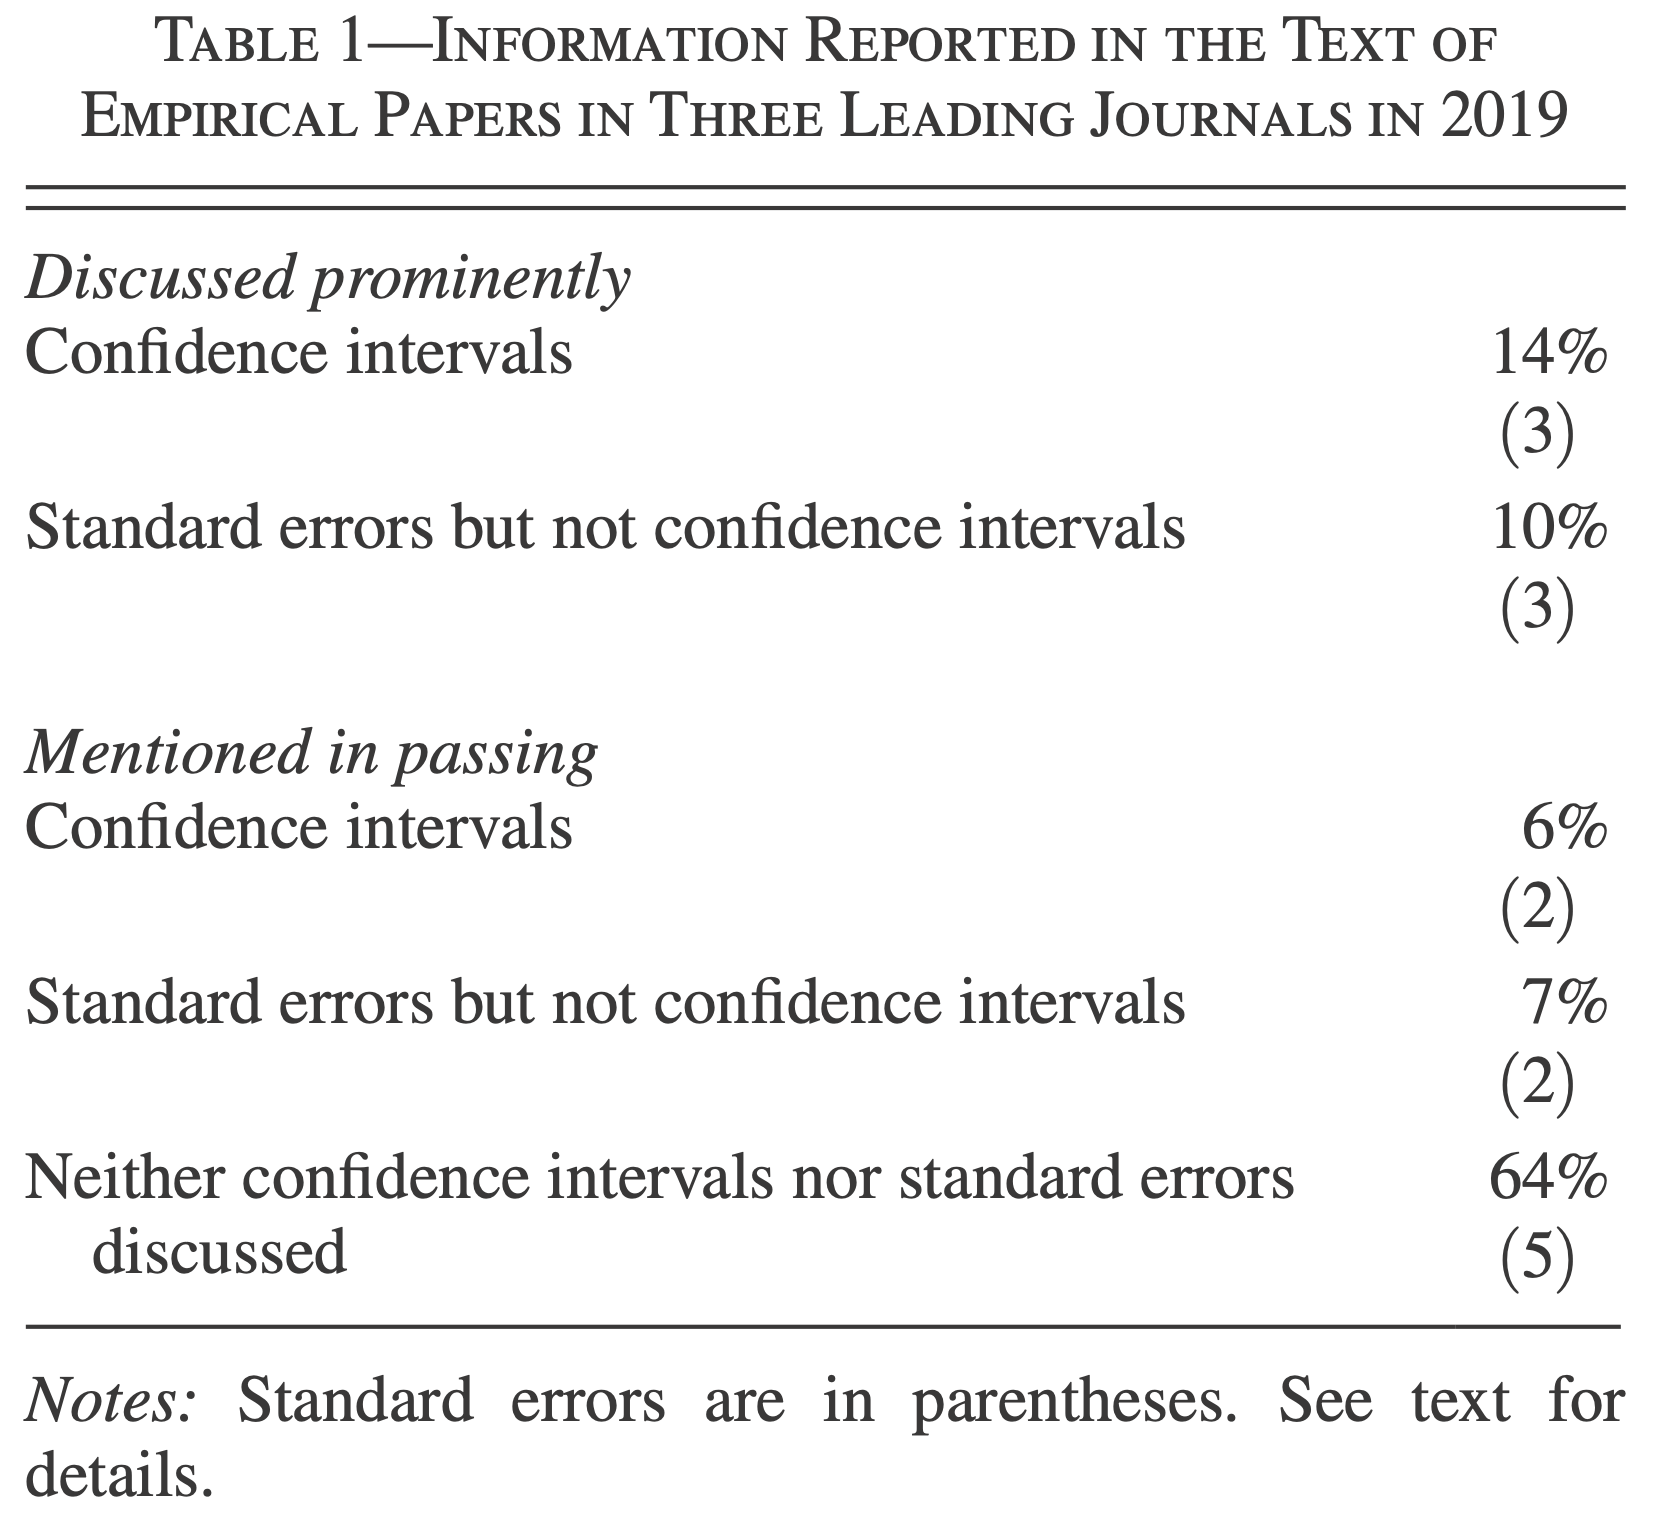 TABLE 1—INFORMATION REPORTED IN THE TEXT OF
EMPIRICAL PAPERS IN THREE LEADING JOURNALS IN 2019
Discussed prominently
Confidence intervals 14%
(3)
Standard errors but not confidence intervals 10%
(3)
Mentioned in passing
Confidence intervals 6%
(2)
Standard errors but not confidence intervals 7%
(2)
Neither confidence intervals nor standard errors 64%
discussed (5)
Notes: Standard errors are in parentheses. See text for
details.